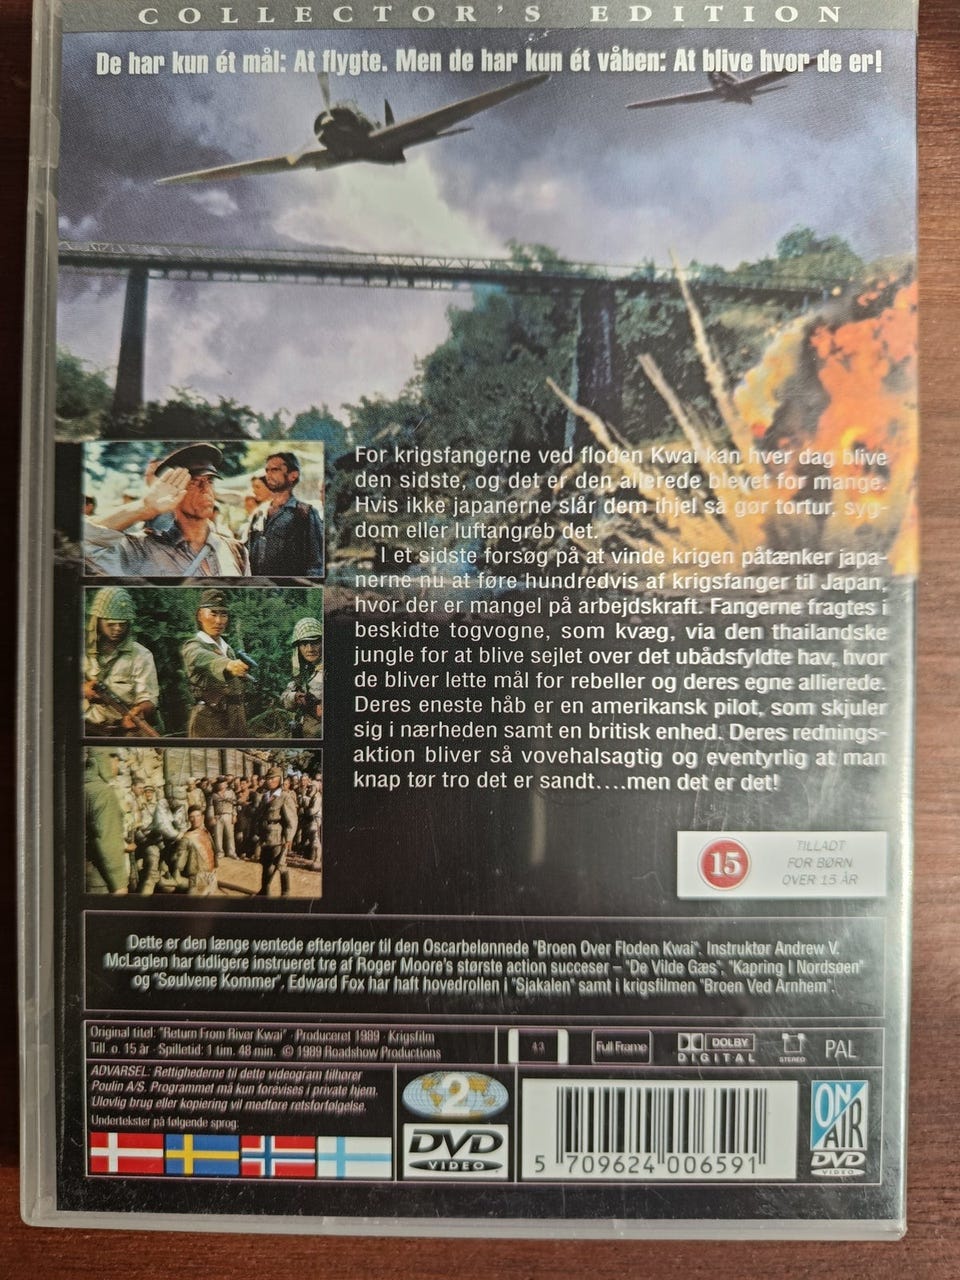 COLLECTOR'S EDITION
De har kun ét mål: At flygte. Men de har kun ét våben: At blive hvor de er!
For krigsfangerne ved floden Kwai kan hver dag blive
den sidste, og det er den allierede blevet for mange.
Hvis ikke japanerne slår dem ihjel så gør tortur, syg-
dom eller luftangreb det.
I et sidste forsøg på at vinde krigen påtænker japa-
nerne nu at føre hundredvis af krigsfanger til Japan,
hvor der er mangel på arbejdskraft. Fangerne fragtes i
beskidte togvogne, som kvæg, via den thailandske
jungle for at blive sejlet over det ubådsfyldte hav, hvor
de bliver lette mål for rebeller og deres egne allierede.
Deres eneste håb er en amerikansk pilot, som skjuler
sig i nærheden samt en britisk enhed. Deres rednings-
aktion bliver så vovehalsagtig og eventyrlig at man
knap tør tro det er sandt....men det er det!
15
TILLADT
FOR BØRN
OVER 15 ÅR
Dette er den længe ventede efterfølger til den Oscarbelønnede "Broen Over Floden Kwai". Instruktør Andrew V.
McLaglen har tidligere instrueret tre af Roger Moore's største action succeser – "De Vilde Gæs", "Kapring I Nordsøen"
og "Søulvene Kommer". Edward Fox har haft hovedrollen i "Sjakalen" samt i krigsfilmen "Broen Ved Arnhem".
Original titel: "Return From River Kwai" · Produceret 1989 · Krigsfilm
Till. o. 15 år · Spilletid: 1 tim. 48 min. © 1989 Roadshow Productions
4:3
Full Frame
DOLBY
DIGITAL
STEREO
PAL
ADVARSEL: Rettighederne til dette videogram tilhører
Poulin A/S. Programmet må kun forevises i private hjem.
Ulovlig brug eller kopiering vil medføre retsforfølgelse.
Undertekster på følgende sprog:
2
DVD
VIDEO
5 709624 006591
ON
AIR
DVD
VIDEO